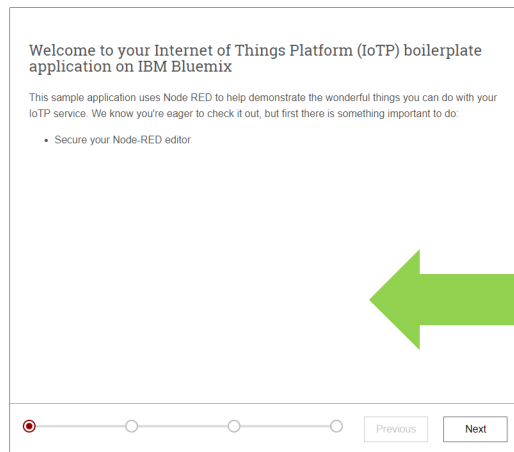 Welcome to your Internet of Things Platform (IoTP) boilerplate
application on IBM Bluemix
This sample application uses Node RED to help demonstrate the wonderful things you can do with your
IoTP service. We know you're eager to check it out, but first there is something important to do:
• Secure your Node-RED editor
Previous
Next